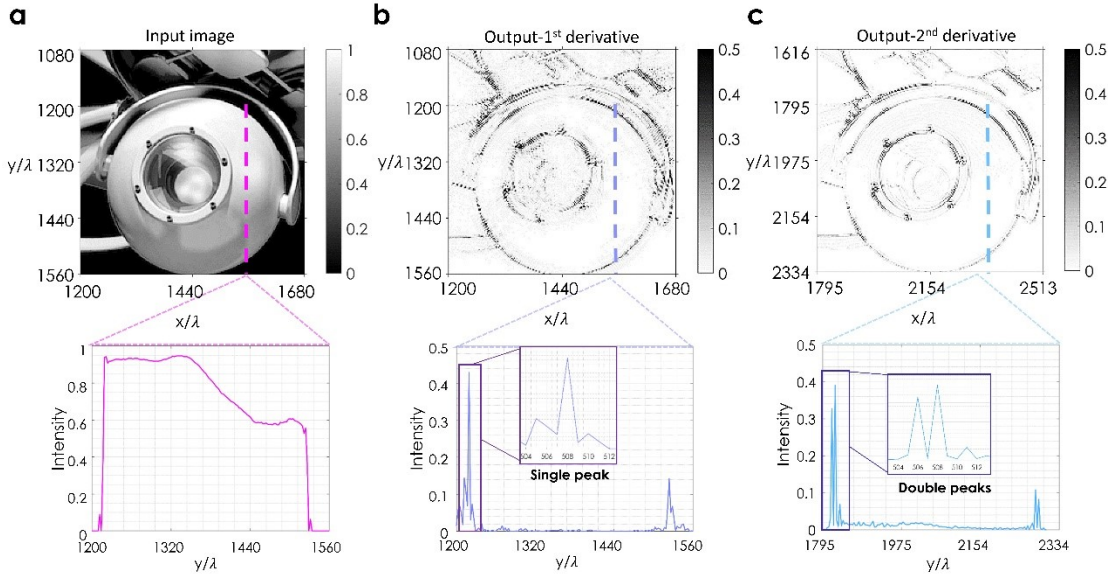 a
Input image
1080
1200
y/λ 1320
1440
1560
1200 1440 1680
x/λ
1
0.8
0.6
0.4
0.2
0
Intensity
1
0.8
0.6
0.4
0.2
0
1200 1320 1440 1560
y/λ
b
Output-1st derivative
1080
1200
y/λ 1320
1440
1560
1200 1440 1680
x/λ
0.5
0.4
0.3
0.2
0.1
0
Intensity
0.5
0.4
0.3
0.2
0.1
0
504 506 508 510 512
Single peak
1200 1320 1440 1560
y/λ
c
Output-2nd derivative
1616
1795
y/λ 1975
2154
2334
1795 2154 2513
x/λ
0.5
0.4
0.3
0.2
0.1
0
Intensity
0.5
0.4
0.3
0.2
0.1
0
504 506 508 510 512
Double peaks
1795 1975 2154 2334
y/λ